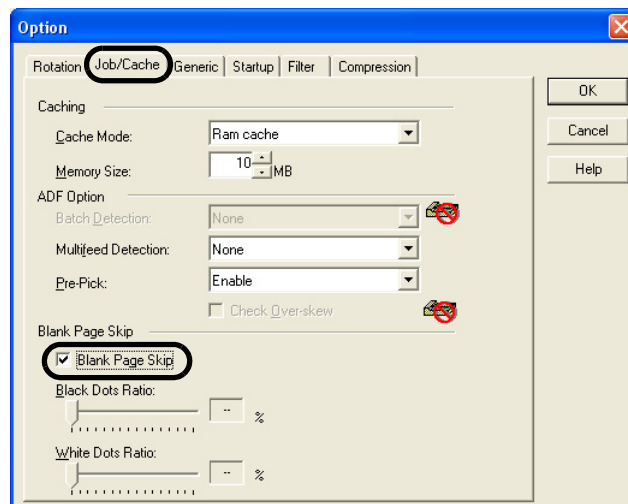 Option
Rotation Job/Cache Generic Startup Filter Compression
OK
Caching
Cache Mode: Ram cache
Cancel
Memory Size: 10 MB
Help
ADF Option
Batch Detection: None
Multifeed Detection: None
Pre-Pick: Enable
Check Over-skew
Blank Page Skip
Blank Page Skip
Black Dots Ratio:
-- %
White Dots Ratio:
-- %